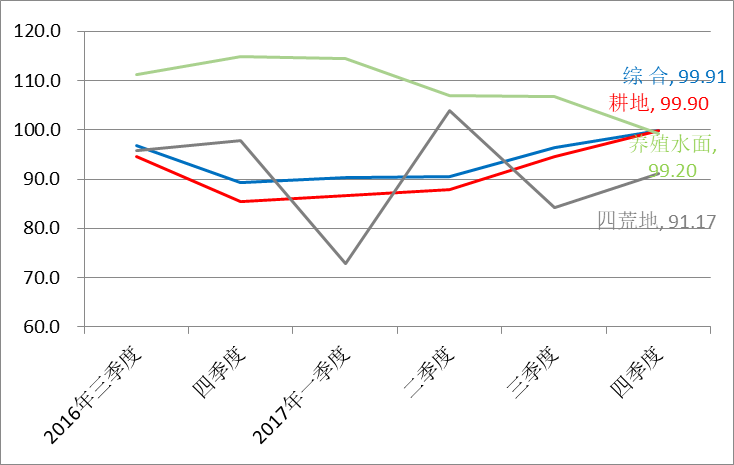 120.0
110.0
100.0
90.0
80.0
70.0
60.0
综 合, 99.91
耕地, 99.90
养殖水面,
99.20
四荒地, 91.17
2016年三季度
四季度
2017年一季度
二季度
三季度
四季度